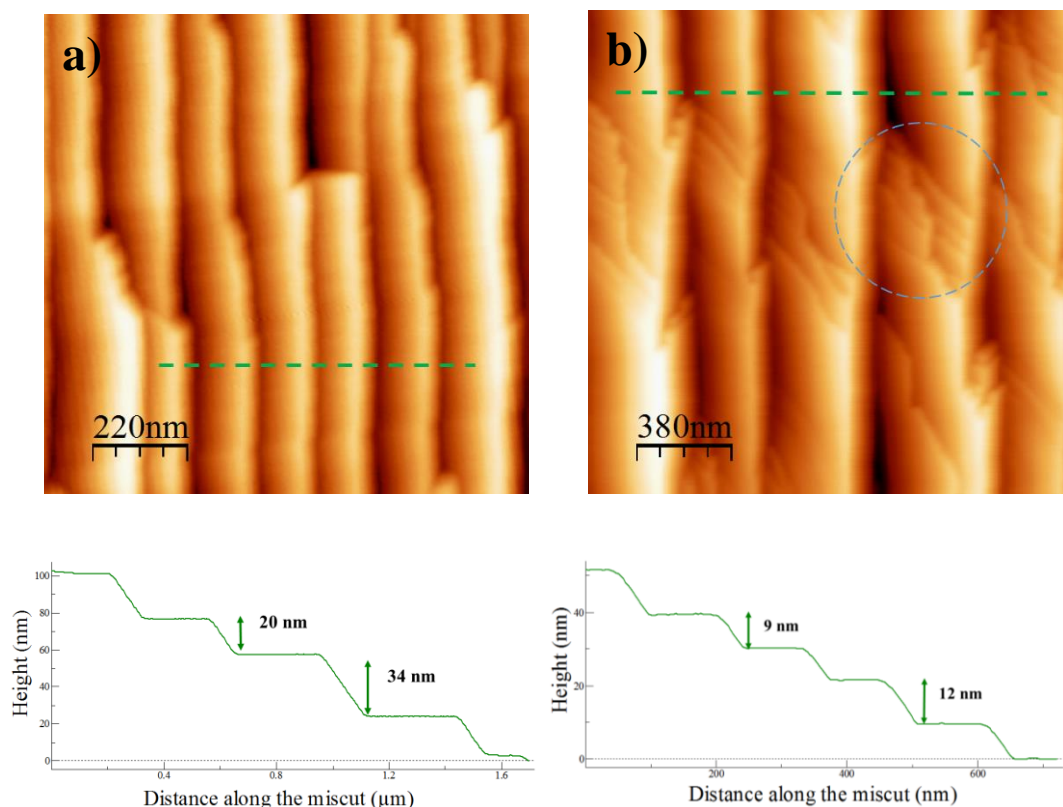 a)
220nm
b)
380nm
Height (nm)
100
80
60
40
20
0
20 nm
34 nm
0.4
0.8
1.2
1.6
Distance along the miscut (µm)
Height (nm)
40
20
0
9 nm
12 nm
200
400
600
Distance along the miscut (nm)